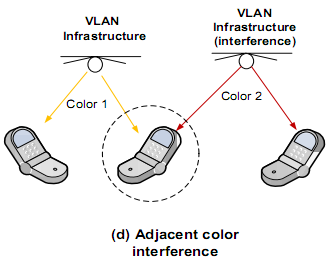 VLAN
Infrastructure
VLAN
Infrastructure
(interference)
Color 1
Color 2
(d) Adjacent color
interference